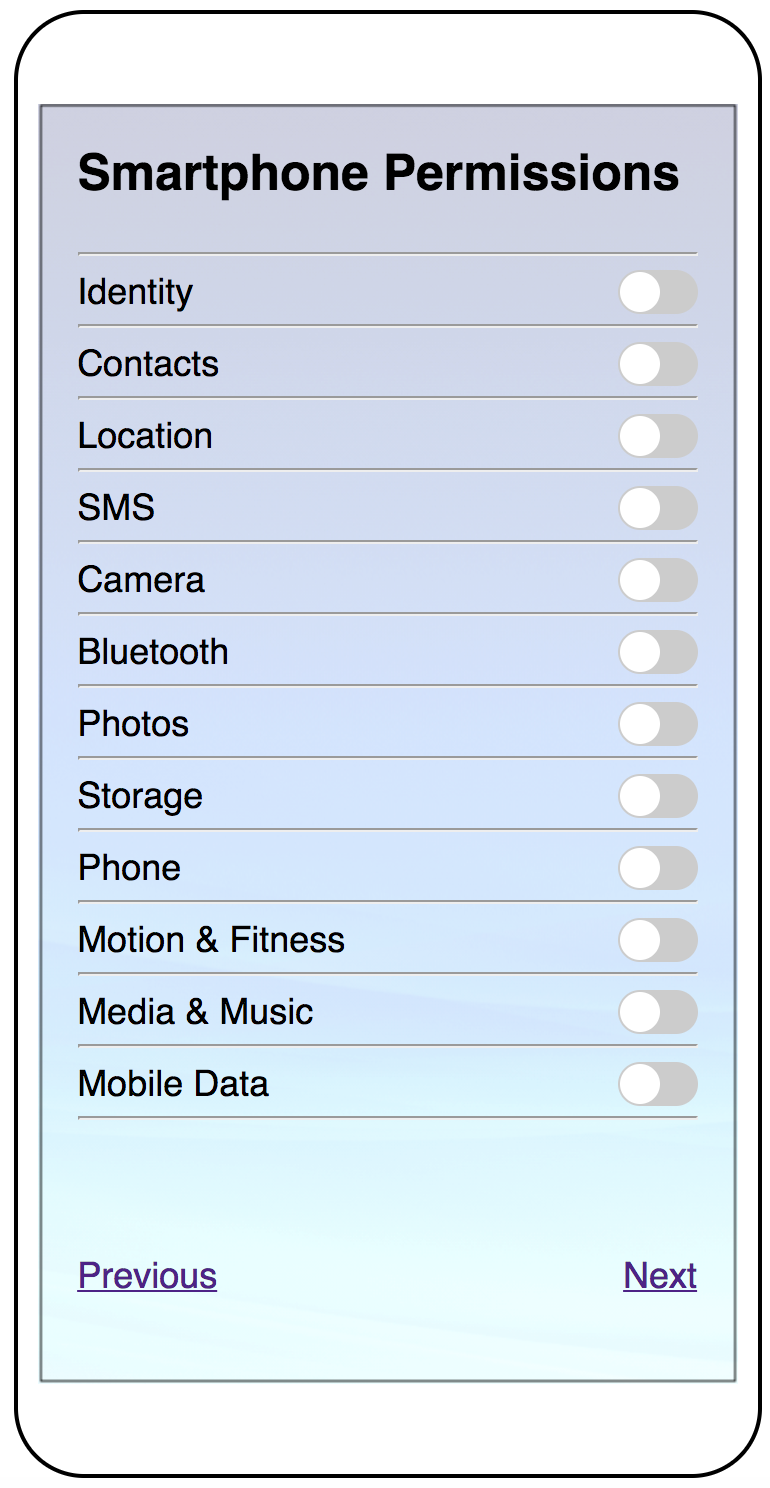 Smartphone Permissions
Identity
Contacts
Location
SMS
Camera
Bluetooth
Photos
Storage
Phone
Motion & Fitness
Media & Music
Mobile Data
Previous Next